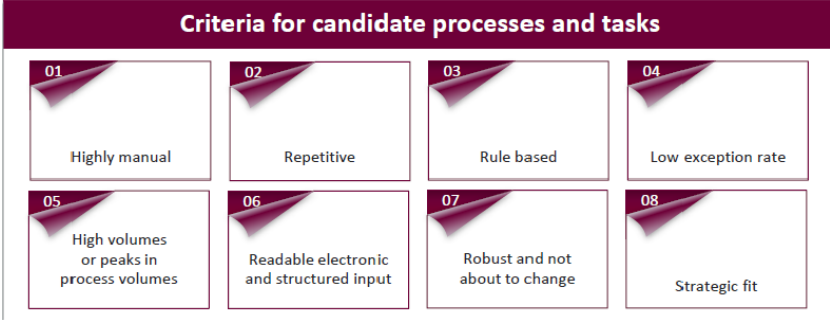 Criteria for candidate processes and tasks
01
Highly manual
02
Repetitive
03
Rule based
04
Low exception rate
05
High volumes
or peaks in
process volumes
06
Readable electronic
and structured input
07
Robust and not
about to change
08
Strategic fit